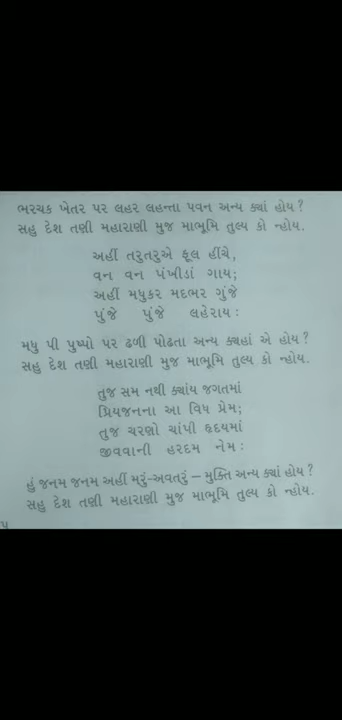 ભરચક ખેતર પર લહર લહન્તા પવન અન્ય ક્યાં હોય?
સહુ દેશ તણી મહારાણી મુજ માભૂમિ તુલ્ય કો ન્હોય.
અહીં તરુતરુએ ફૂલ હીંચે,
વન વન પંખીડાં ગાય;
અહીં મધુકર મદભર ગુંજે
પુંજે પુંજે લહેરાય :
મધુ પી પુષ્પો પર ઢળી પોઢતા અન્ય ક્યહાં એ હોય?
સહુ દેશ તણી મહારાણી મુજ માભૂમિ તુલ્ય કો ન્હોય.
તુજ સમ નથી ક્યાંય જગતમાં
પ્રિયજનના આ વિધ પ્રેમ;
તુજ ચરણો ચાંપી હૃદયમાં
જીવવાની હરદમ નેમ :
હું જનમ જનમ અહીં મરું-અવતરું – મુક્તિ અન્ય ક્યાં હોય?
સહુ દેશ તણી મહારાણી મુજ માભૂમિ તુલ્ય કો ન્હોય.
૫